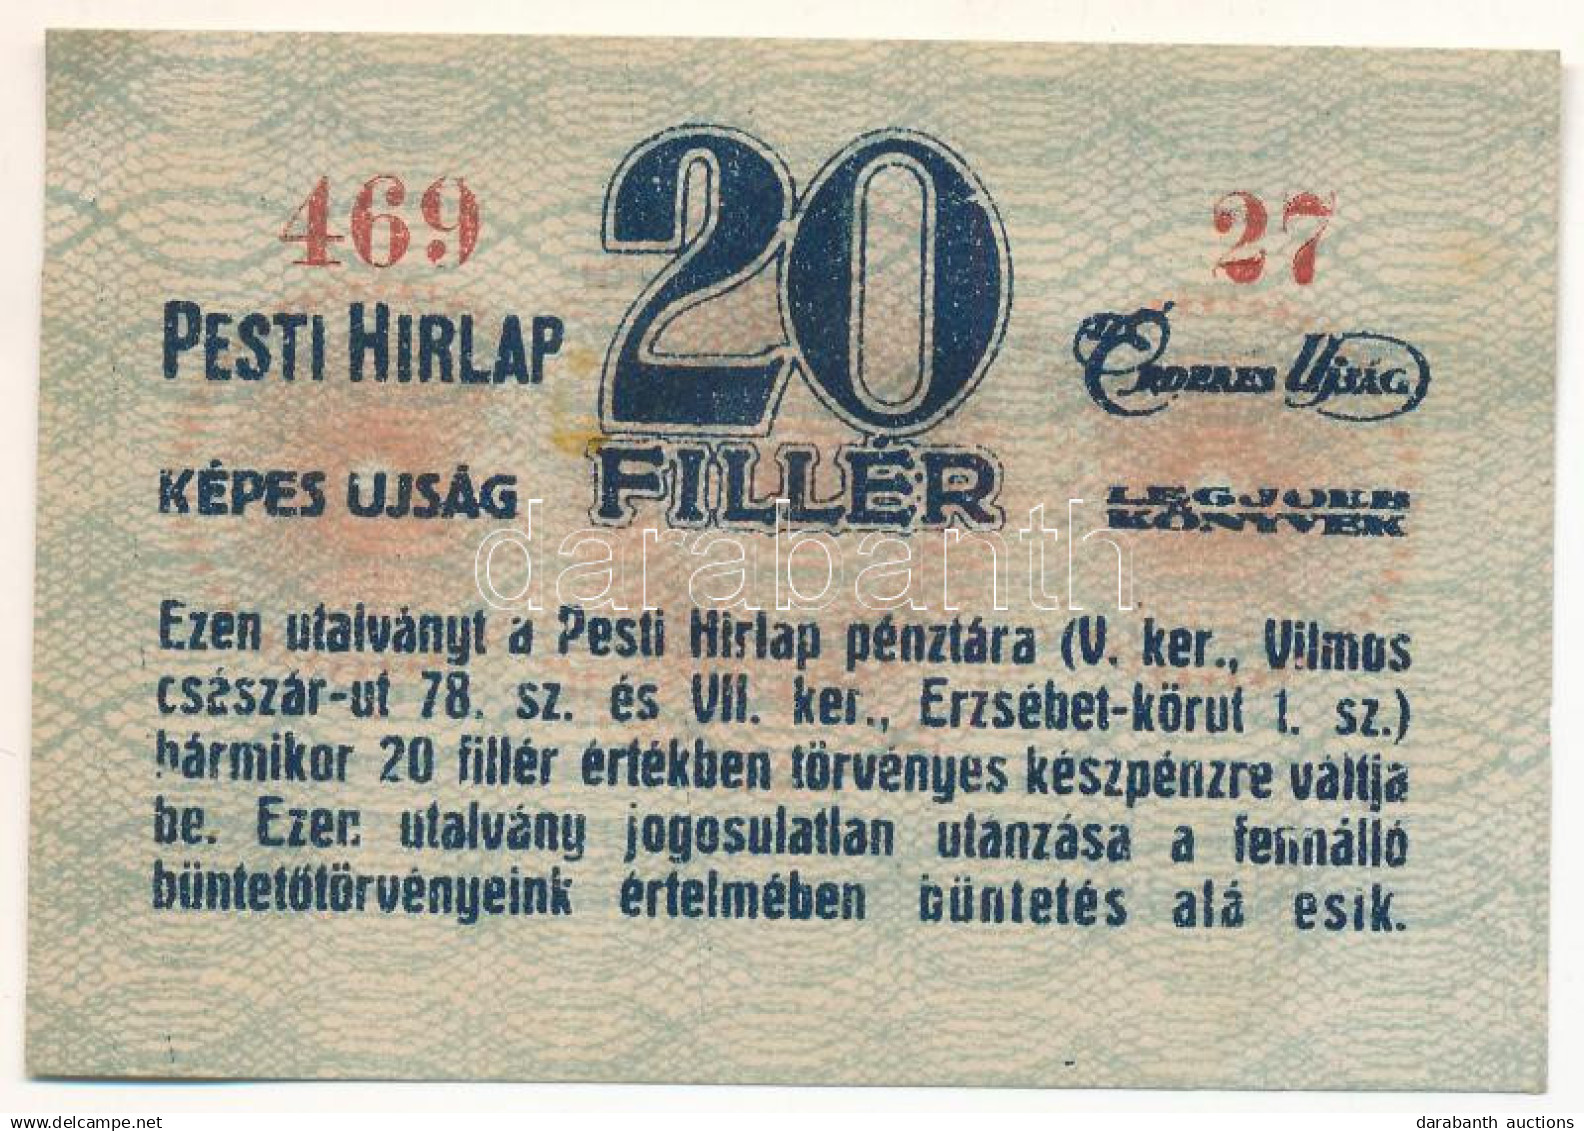 469
27
20
PESTI HIRLAP
Az Érdekes Ujság
FILLÉR
KÉPES UJSÁG
LEGJOBB
KÖNYVEK
darabanth
Ezen utalványt a Pesti Hirlap pénztára (V. ker., Vilmos
császár-ut 78. sz. és VII. ker., Erzsébet-körut 1. sz.)
bármikor 20 fillér értékben törvényes készpénzre váltja
be. Ezen utalvány jogosulatlan utánzása a fennálló
büntetőtörvényeink értelmében büntetés alá esik.
darabanth auctions